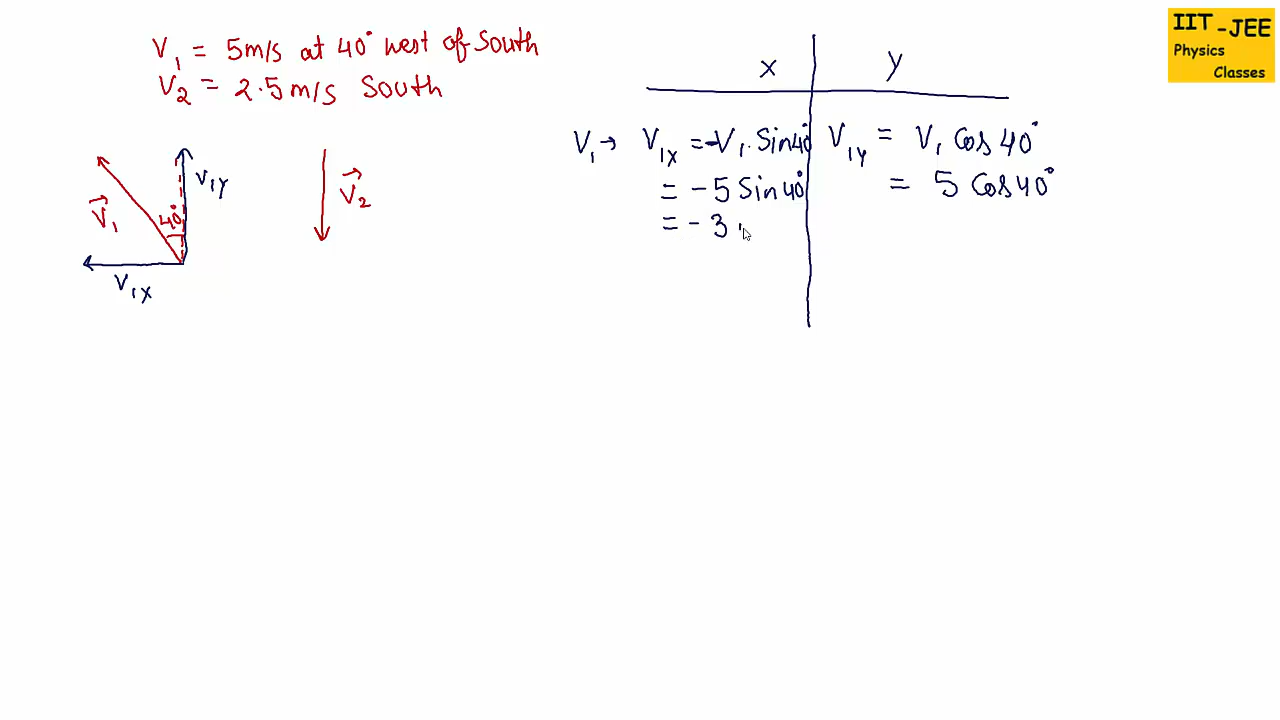 V₁ = 5m/s at 40° west of South
V₂ = 2.5m/s South
IIT-JEE
Physics
Classes
x y
V₁ → V₁x = -V₁. Sin40° V₁y = V₁ Cos 40°
= -5 Sin40° = 5 Cos40°
= -3.
V₁y
V₁
40°
V₁x
V₂